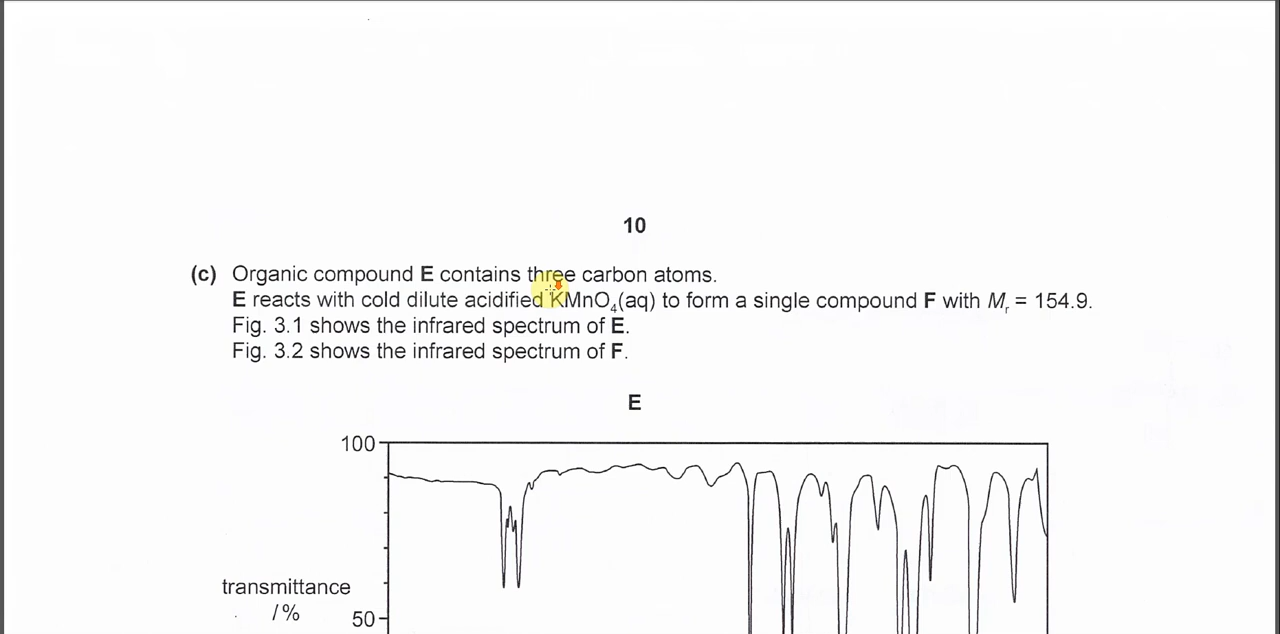 10
(c) Organic compound E contains three carbon atoms.
E reacts with cold dilute acidified KMnO₄(aq) to form a single compound F with Mᵣ = 154.9.
Fig. 3.1 shows the infrared spectrum of E.
Fig. 3.2 shows the infrared spectrum of F.
E
100
transmittance
/%
50